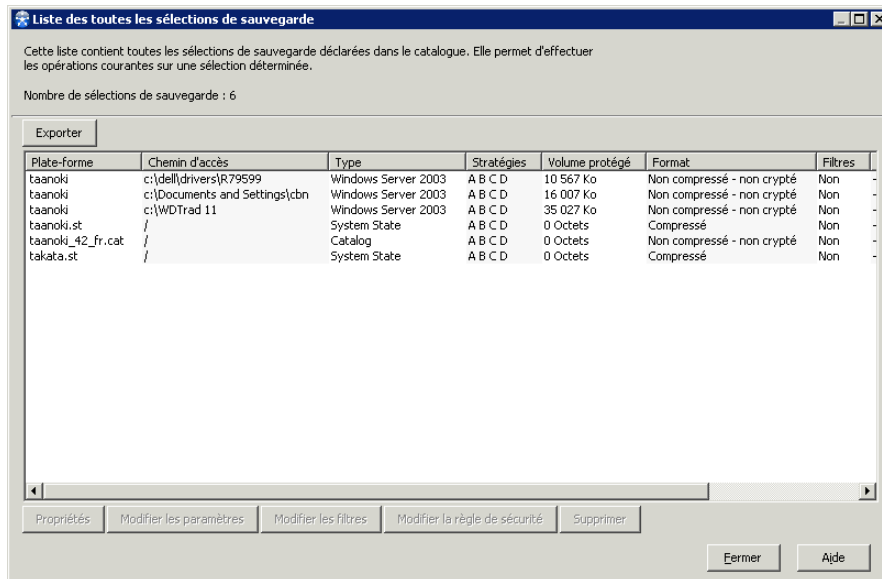 Liste des toutes les sélections de sauvegarde
Cette liste contient toutes les sélections de sauvegarde déclarées dans le catalogue. Elle permet d'effectuer
les opérations courantes sur une sélection déterminée.
Nombre de sélections de sauvegarde : 6
Exporter
Plate-forme Chemin d'accès Type Stratégies Volume protégé Format Filtres
taanoki c:\dell\drivers\R79599 Windows Server 2003 A B C D 10 567 Ko Non compressé - non crypté Non -
taanoki c:\Documents and Settings\cbn Windows Server 2003 A B C D 16 007 Ko Non compressé - non crypté Non -
taanoki c:\WDTrad 11 Windows Server 2003 A B C D 35 027 Ko Non compressé - non crypté Non -
taanoki.st / System State A B C D 0 Octets Compressé Non -
taanoki_42_fr.cat / Catalog A B C D 0 Octets Non compressé - non crypté Non -
takata.st / System State A B C D 0 Octets Compressé Non -
Propriétés Modifier les paramètres Modifier les filtres Modifier la règle de sécurité Supprimer
Fermer Aide